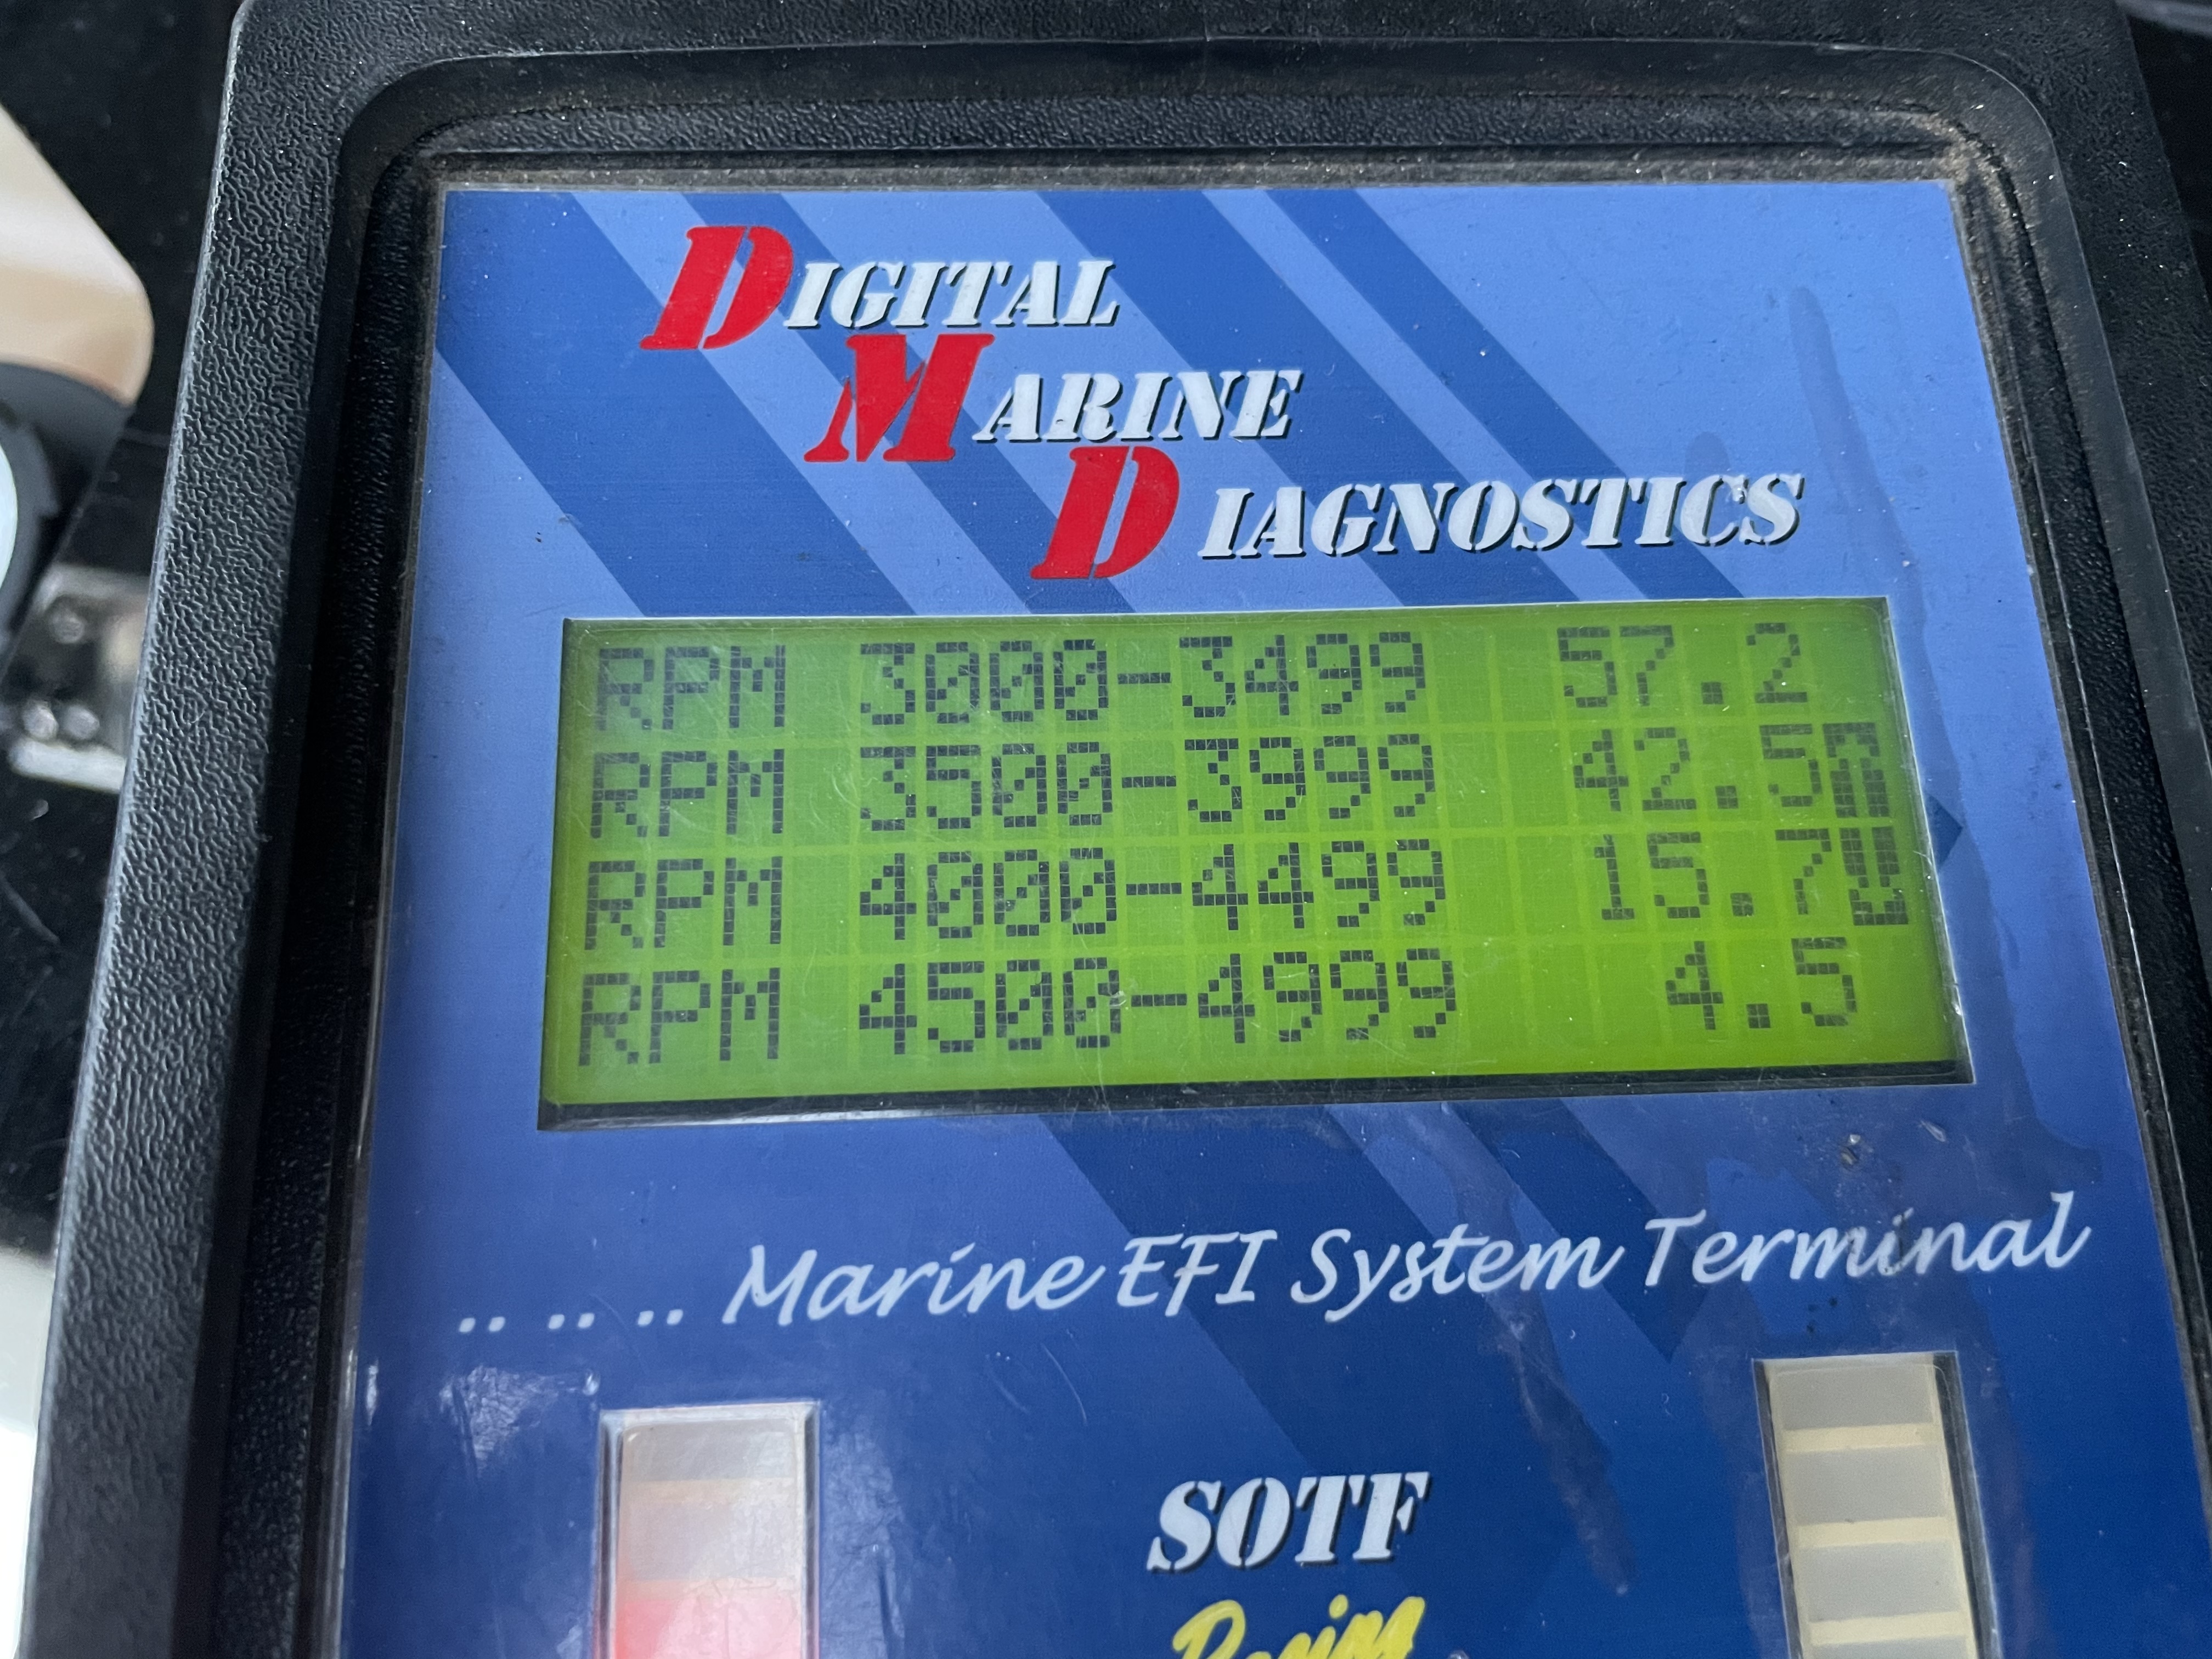 DIGITAL
MARINE
DIAGNOSTICS
RPM 3000-3499 57.2
RPM 3500-3999 42.5
RPM 4000-4499 15.7
RPM 4500-4999 4.5
.. .. .. Marine EFI System Terminal
SOTF